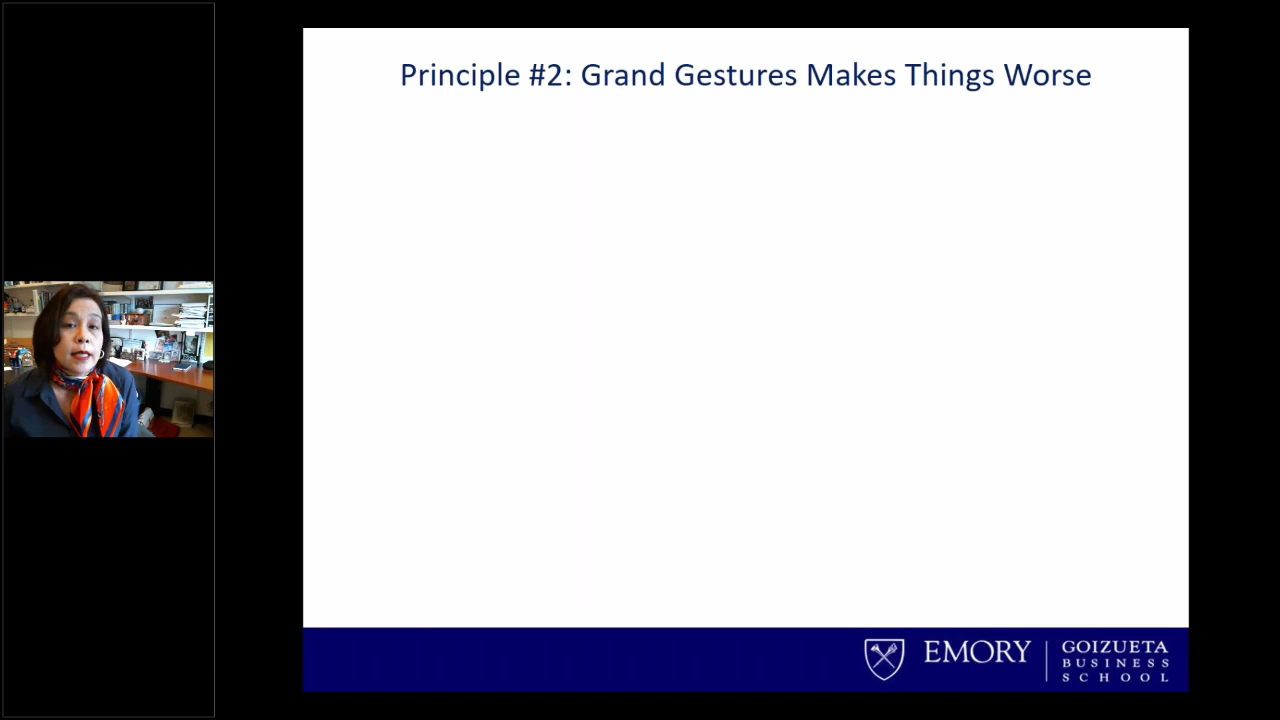 Principle #2: Grand Gestures Makes Things Worse
EMORY
GOIZUETA
BUSINESS
SCHOOL